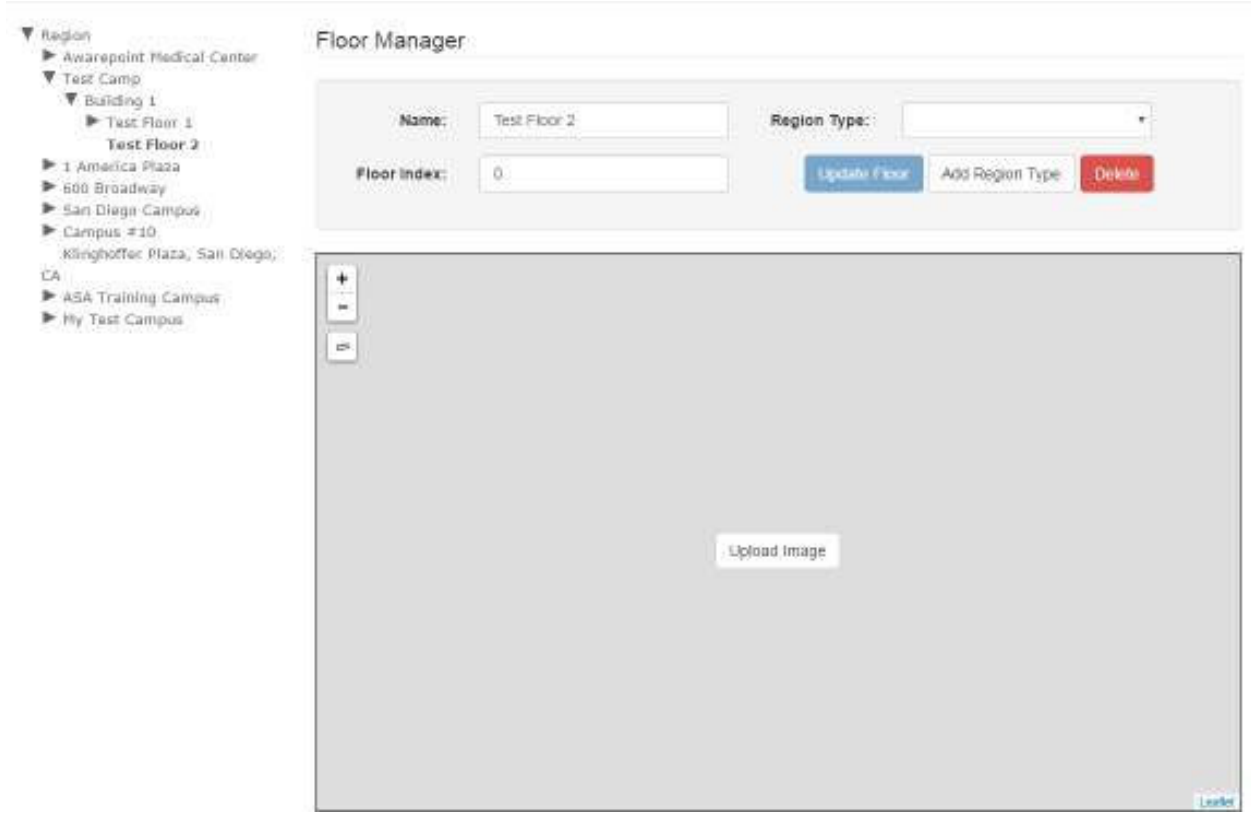 Region
Awarepoint Medical Center
Test Camp
Building 1
Test Floor 1
Test Floor 2
1 America Plaza
600 Broadway
San Diego Campus
Campus #10
Klinghoffer Plaza, San Diego,
CA
ASA Training Campus
My Test Campus
Floor Manager
Name: Test Floor 2 Region Type:
Floor Index: 0 Update Floor Add Region Type Delete
+
-
Upload Image
Leaflet